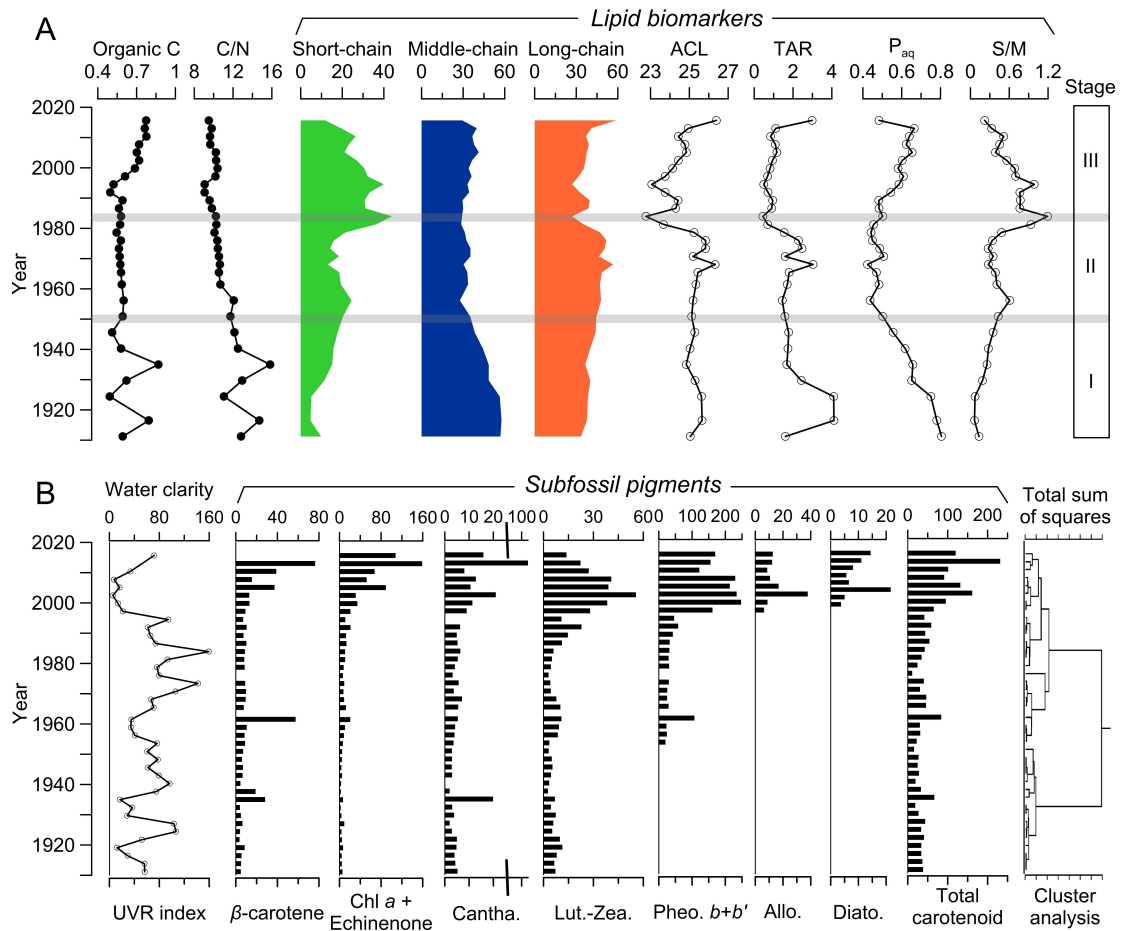 A
Lipid biomarkers
Organic C C/N Short-chain Middle-chain Long-chain ACL TAR Paq S/M
0.4 0.7 1 8 12 16 0 20 40 0 30 60 0 30 60 23 25 27 0 2 4 0.4 0.6 0.8 0 0.6 1.2
Stage
2020
2000
1980
1960
1940
1920
Year
III
II
I
B
Water clarity
Subfossil pigments
Total sum
of squares
0 80 160 0 40 80 0 80 160 0 10 20 100 0 30 60 0 100 200 0 20 40 0 10 20 0 100 200
2020
2000
1980
1960
1940
1920
Year
UVR index
β-carotene
Chl a +
Echinenone
Cantha.
Lut.-Zea.
Pheo. b+b′
Allo.
Diato.
Total
carotenoid
Cluster
analysis